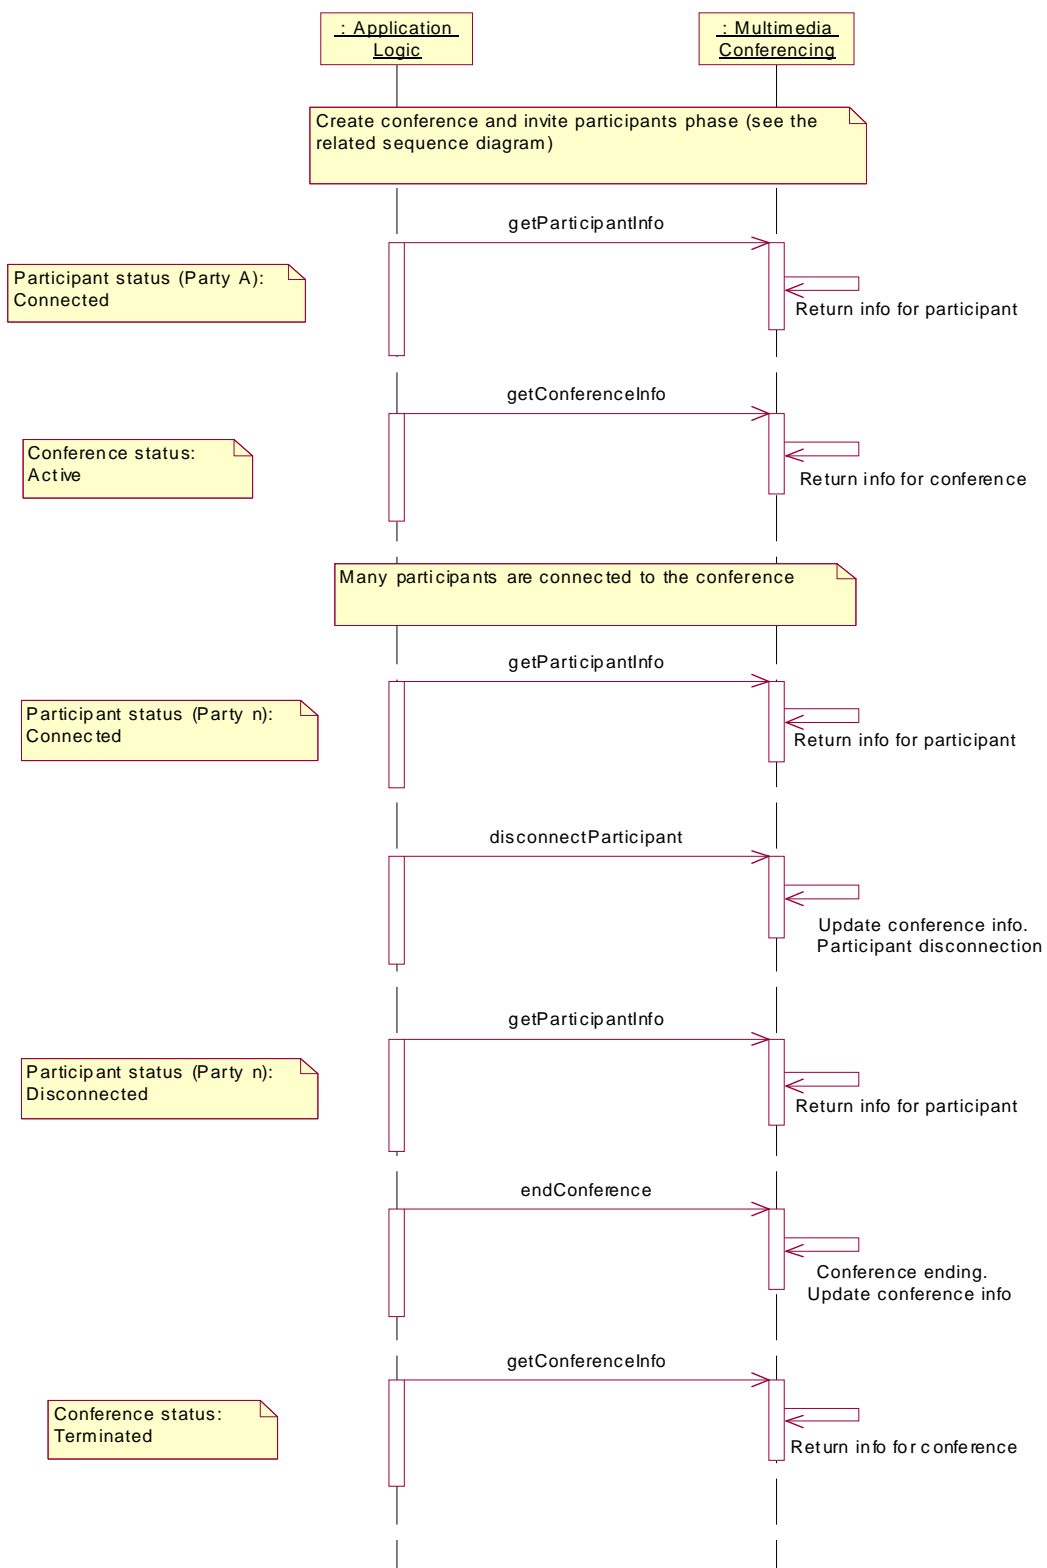 : Application
Logic
: Multimedia
Conferencing
Create conference and invite participants phase (see the
related sequence diagram)
getParticipantInfo
Participant status (Party A):
Connected
Return info for participant
getConferenceInfo
Conference status:
Active
Return info for conference
Many participants are connected to the conference
getParticipantInfo
Participant status (Party n):
Connected
Return info for participant
disconnectParticipant
Update conference info.
Participant disconnection
getParticipantInfo
Participant status (Party n):
Disconnected
Return info for participant
endConference
Conference ending.
Update conference info
getConferenceInfo
Conference status:
Terminated
Return info for conference